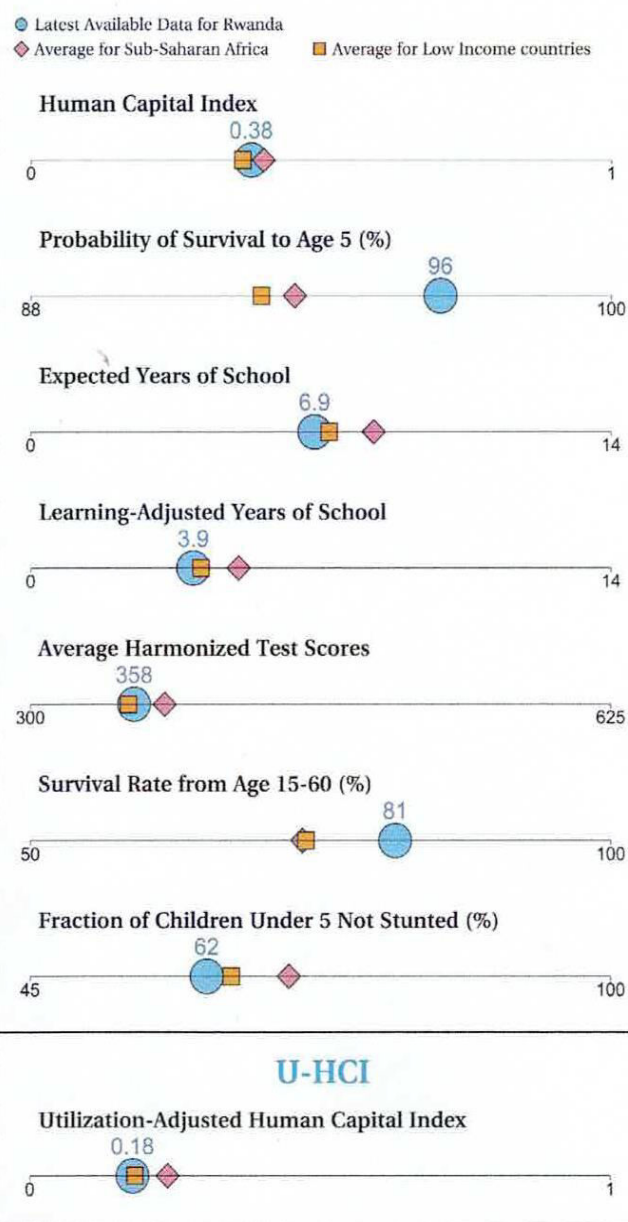 Latest Available Data for Rwanda
Average for Sub-Saharan Africa Average for Low Income countries
Human Capital Index
0.38
0 1
Probability of Survival to Age 5 (%)
96
88 100
Expected Years of School
6.9
0 14
Learning-Adjusted Years of School
3.9
0 14
Average Harmonized Test Scores
358
300 625
Survival Rate from Age 15-60 (%)
81
50 100
Fraction of Children Under 5 Not Stunted (%)
62
45 100
U-HCI
Utilization-Adjusted Human Capital Index
0.18
0 1